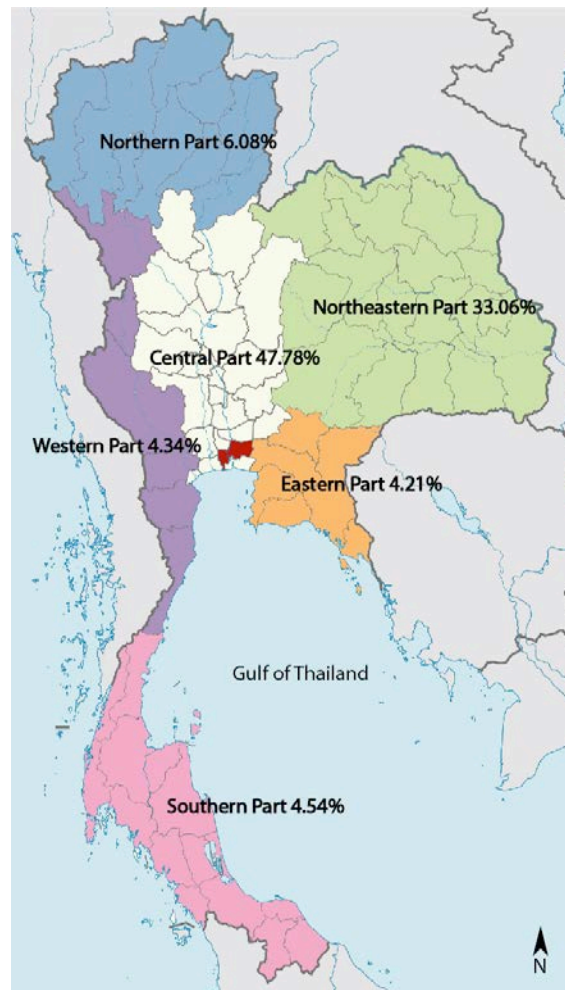 Northern Part 6.08%
Northeastern Part 33.06%
Central Part 47.78%
Western Part 4.34%
Eastern Part 4.21%
Gulf of Thailand
Southern Part 4.54%
N